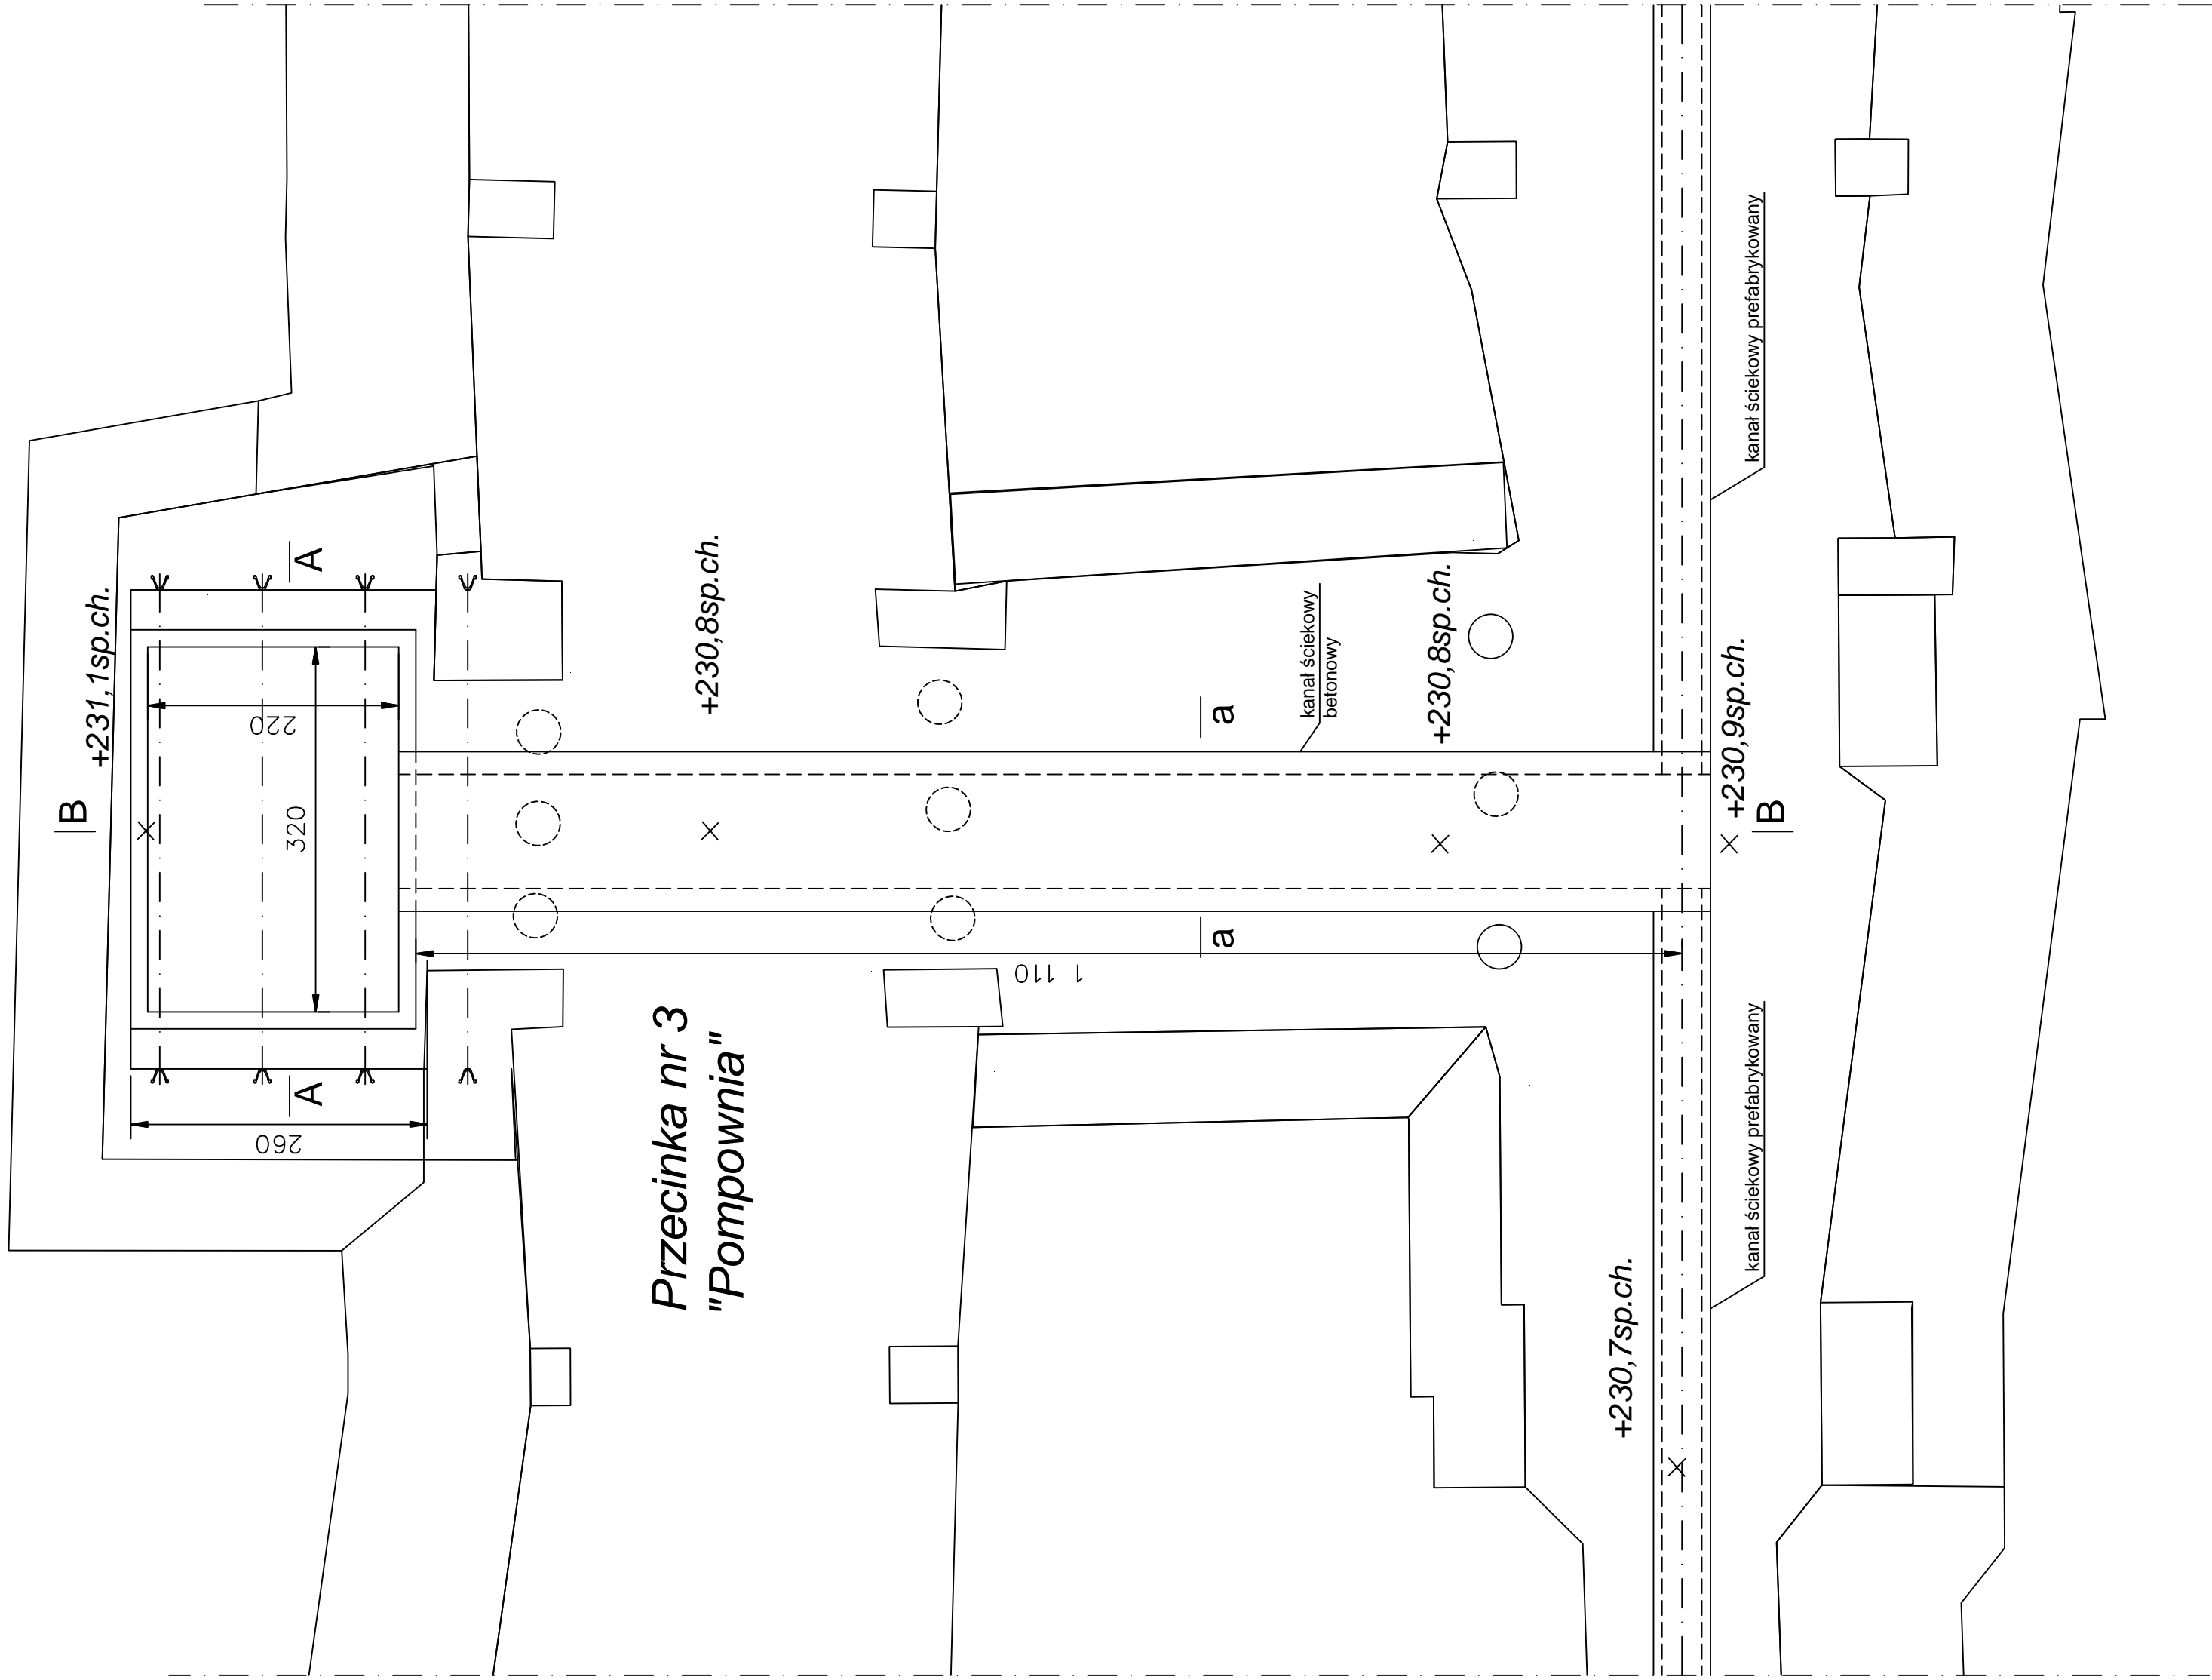 B
+231,1sp.ch.
A
220
320
A
260
+230,8sp.ch.
Przecinka nr 3
"Pompownia"
1 110
a
a
kanał ściekowy
betonowy
+230,8sp.ch.
+230,7sp.ch.
+230,9sp.ch.
B
kanał ściekowy prefabrykowany
kanał ściekowy prefabrykowany